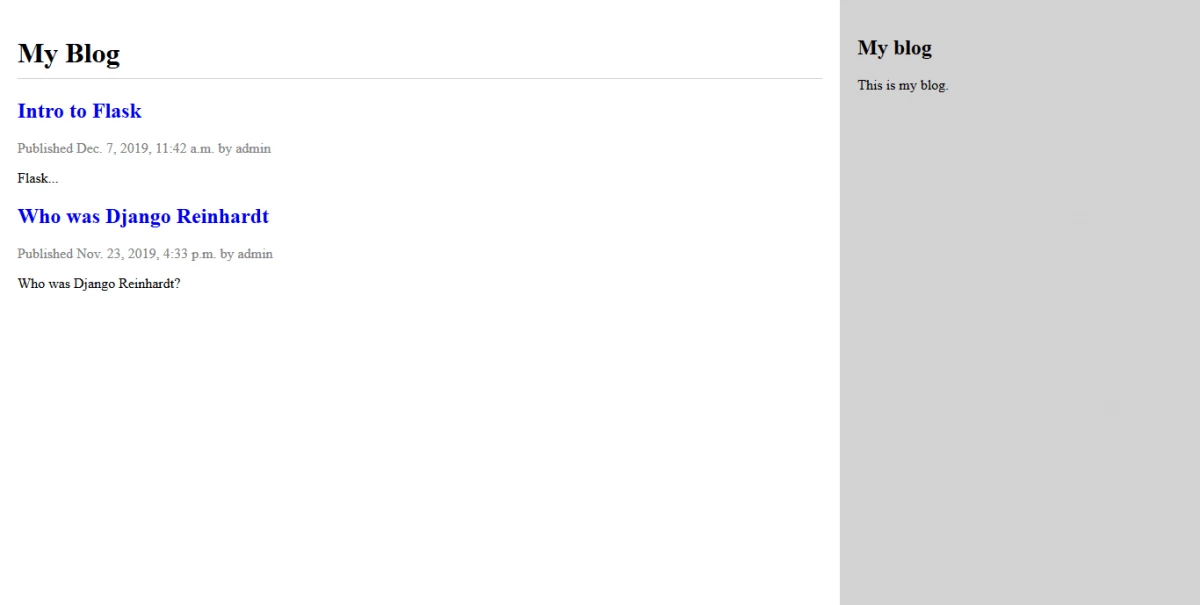 My Blog
Intro to Flask
Published Dec. 7, 2019, 11:42 a.m. by admin
Flask...
Who was Django Reinhardt
Published Nov. 23, 2019, 4:33 p.m. by admin
Who was Django Reinhardt?
My blog
This is my blog.